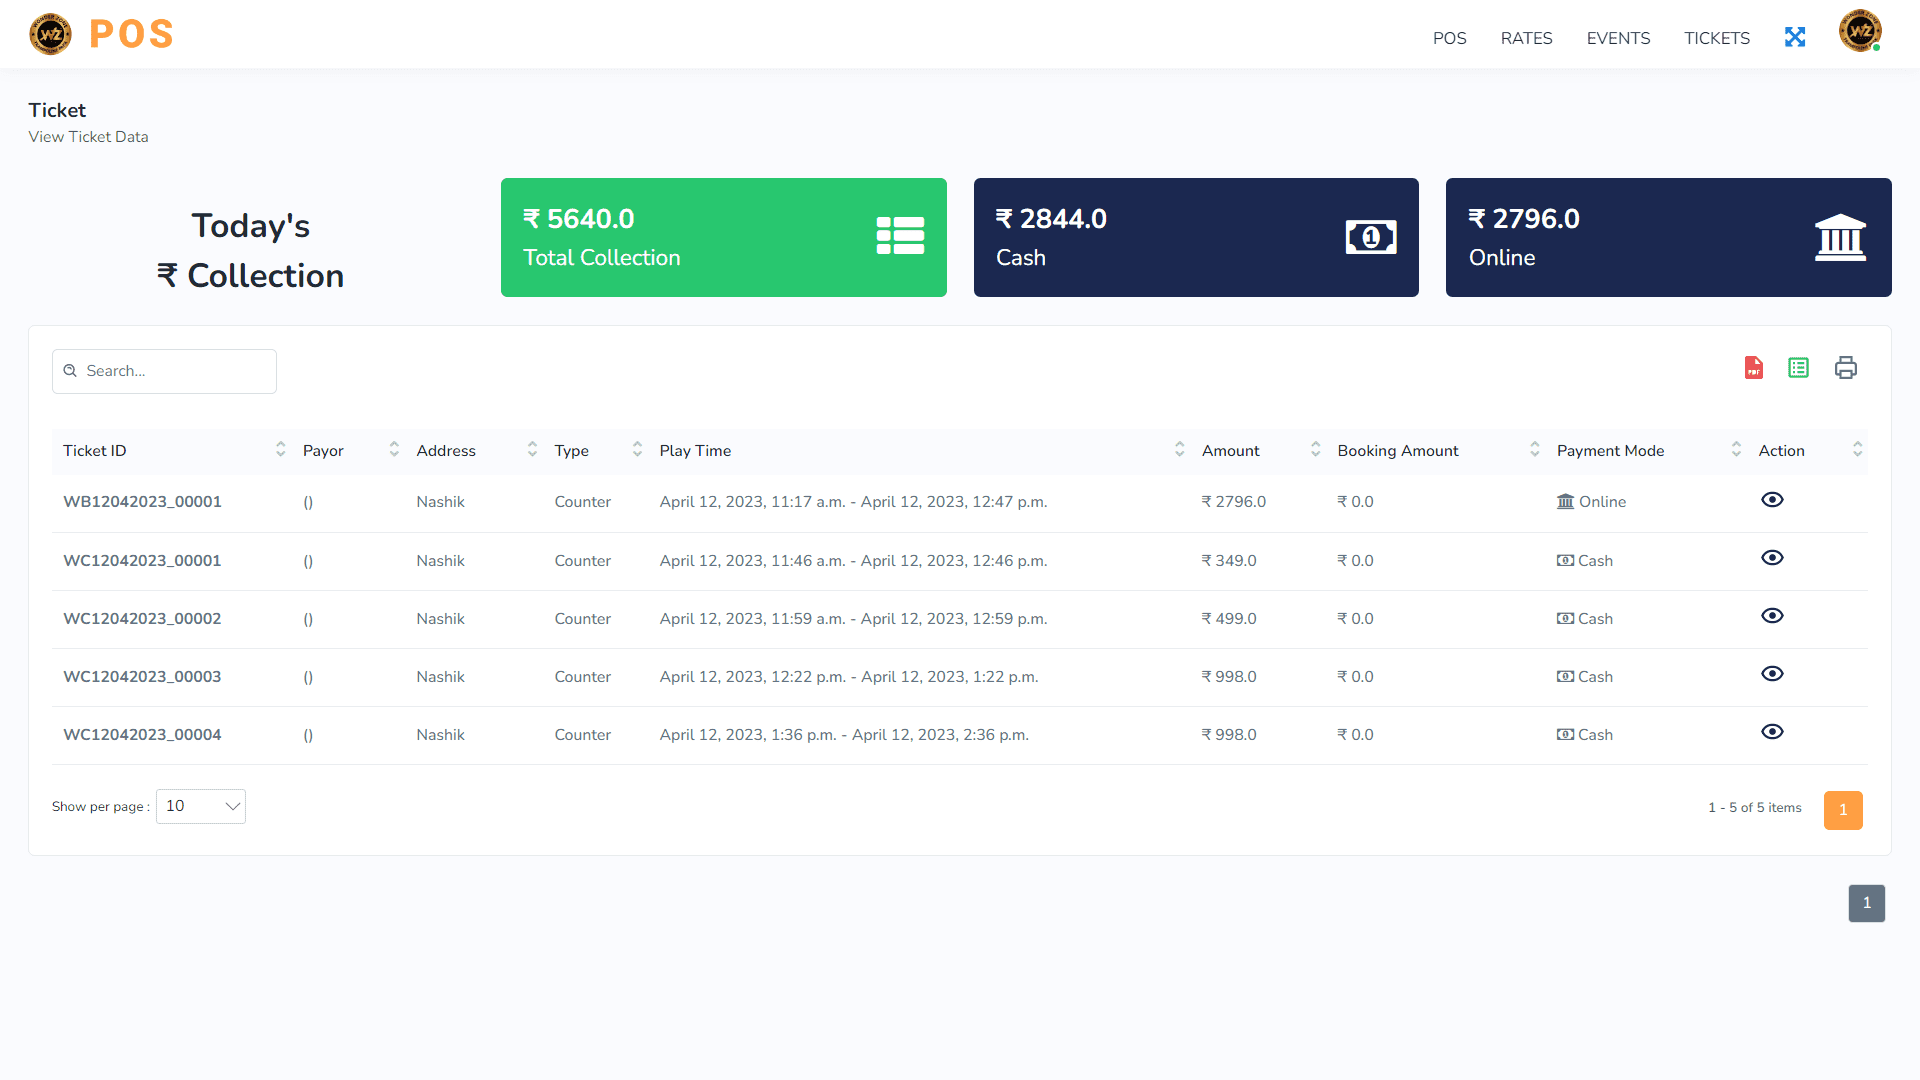 WZ POS
POS RATES EVENTS TICKETS WZ
Ticket
View Ticket Data
Today's
₹ Collection
₹ 5640.0
Total Collection
₹ 2844.0
Cash
₹ 2796.0
Online
Search...
Ticket ID Payor Address Type Play Time Amount Booking Amount Payment Mode Action
WB12042023_00001 () Nashik Counter April 12, 2023, 11:17 a.m. - April 12, 2023, 12:47 p.m. ₹ 2796.0 ₹ 0.0 Online
WC12042023_00001 () Nashik Counter April 12, 2023, 11:46 a.m. - April 12, 2023, 12:46 p.m. ₹ 349.0 ₹ 0.0 Cash
WC12042023_00002 () Nashik Counter April 12, 2023, 11:59 a.m. - April 12, 2023, 12:59 p.m. ₹ 499.0 ₹ 0.0 Cash
WC12042023_00003 () Nashik Counter April 12, 2023, 12:22 p.m. - April 12, 2023, 1:22 p.m. ₹ 998.0 ₹ 0.0 Cash
WC12042023_00004 () Nashik Counter April 12, 2023, 1:36 p.m. - April 12, 2023, 2:36 p.m. ₹ 998.0 ₹ 0.0 Cash
Show per page : 10
1 - 5 of 5 items 1
1